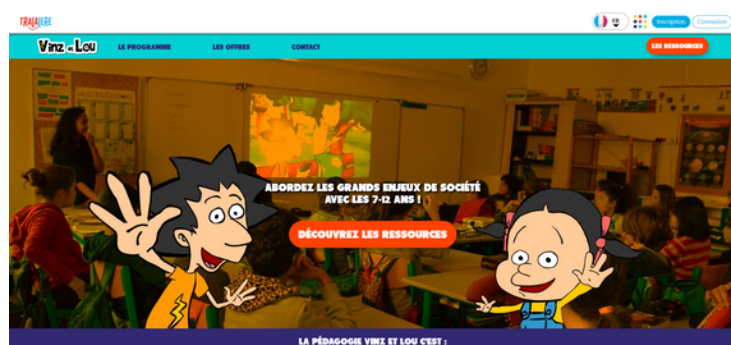 TRALALERE
FR
Inscription
Connexion
Vinz et Lou
LE PROGRAMME
LES OFFRES
CONTACT
LES RESSOURCES
ABORDEZ LES GRANDS ENJEUX DE SOCIÉTÉ
AVEC LES 7-12 ANS !
DÉCOUVREZ LES RESSOURCES
LA PÉDAGOGIE VINZ ET LOU C'EST :